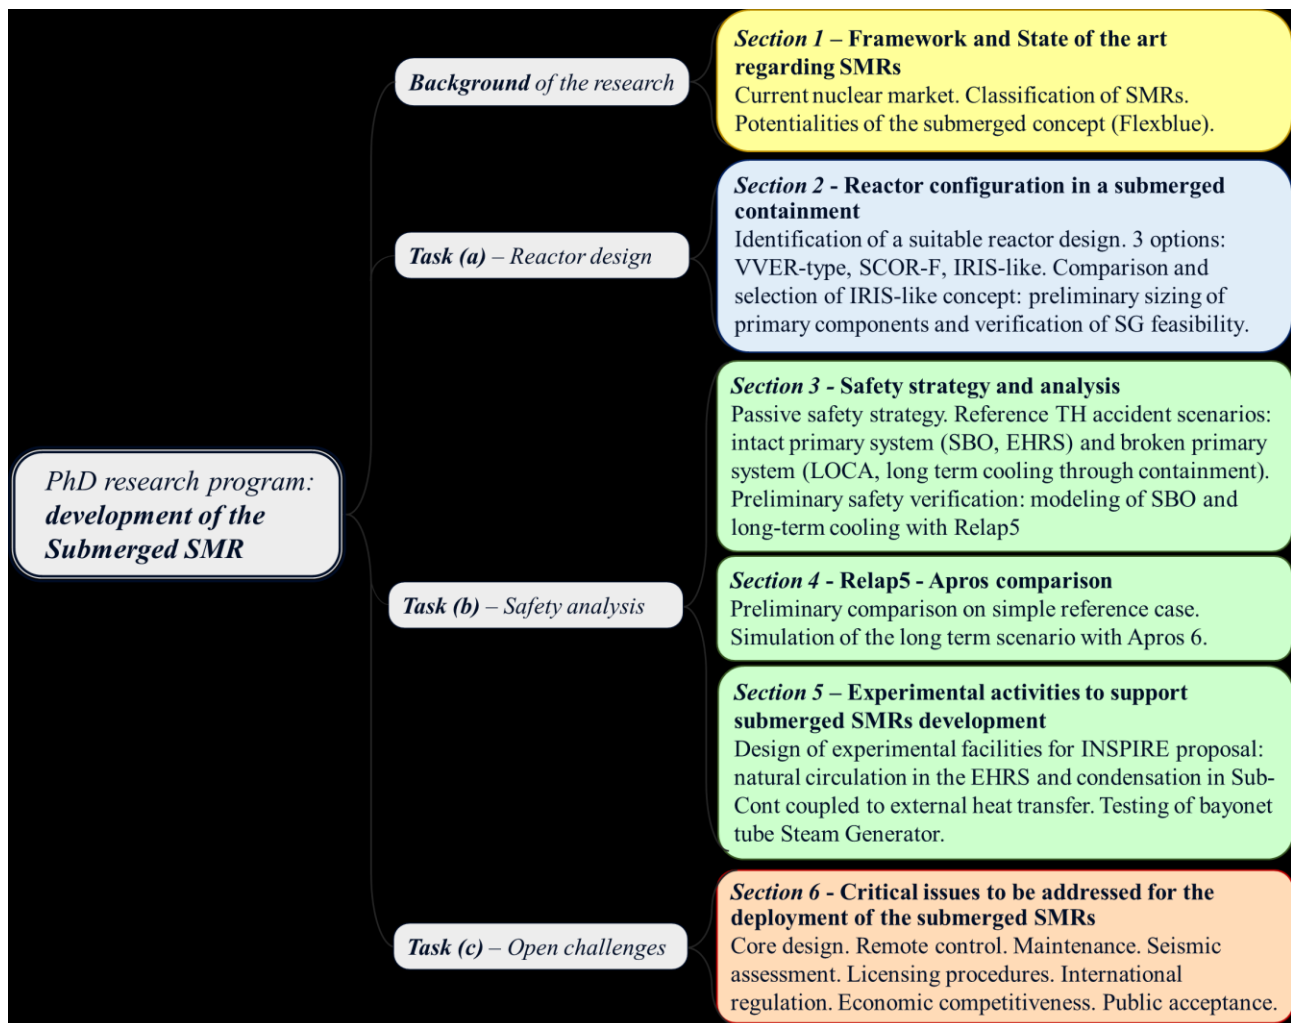 PhD research program:
development of the
Submerged SMR
Background of the research
Section 1 – Framework and State of the art
regarding SMRs
Current nuclear market. Classification of SMRs.
Potentialities of the submerged concept (Flexblue).
Task (a) – Reactor design
Section 2 - Reactor configuration in a submerged
containment
Identification of a suitable reactor design. 3 options:
VVER-type, SCOR-F, IRIS-like. Comparison and
selection of IRIS-like concept: preliminary sizing of
primary components and verification of SG feasibility.
Task (b) – Safety analysis
Section 3 - Safety strategy and analysis
Passive safety strategy. Reference TH accident scenarios:
intact primary system (SBO, EHRS) and broken primary
system (LOCA, long term cooling through containment).
Preliminary safety verification: modeling of SBO and
long-term cooling with Relap5
Section 4 - Relap5 - Apros comparison
Preliminary comparison on simple reference case.
Simulation of the long term scenario with Apros 6.
Section 5 – Experimental activities to support
submerged SMRs development
Design of experimental facilities for INSPIRE proposal:
natural circulation in the EHRS and condensation in Sub-
Cont coupled to external heat transfer. Testing of bayonet
tube Steam Generator.
Task (c) – Open challenges
Section 6 - Critical issues to be addressed for the
deployment of the submerged SMRs
Core design. Remote control. Maintenance. Seismic
assessment. Licensing procedures. International
regulation. Economic competitiveness. Public acceptance.